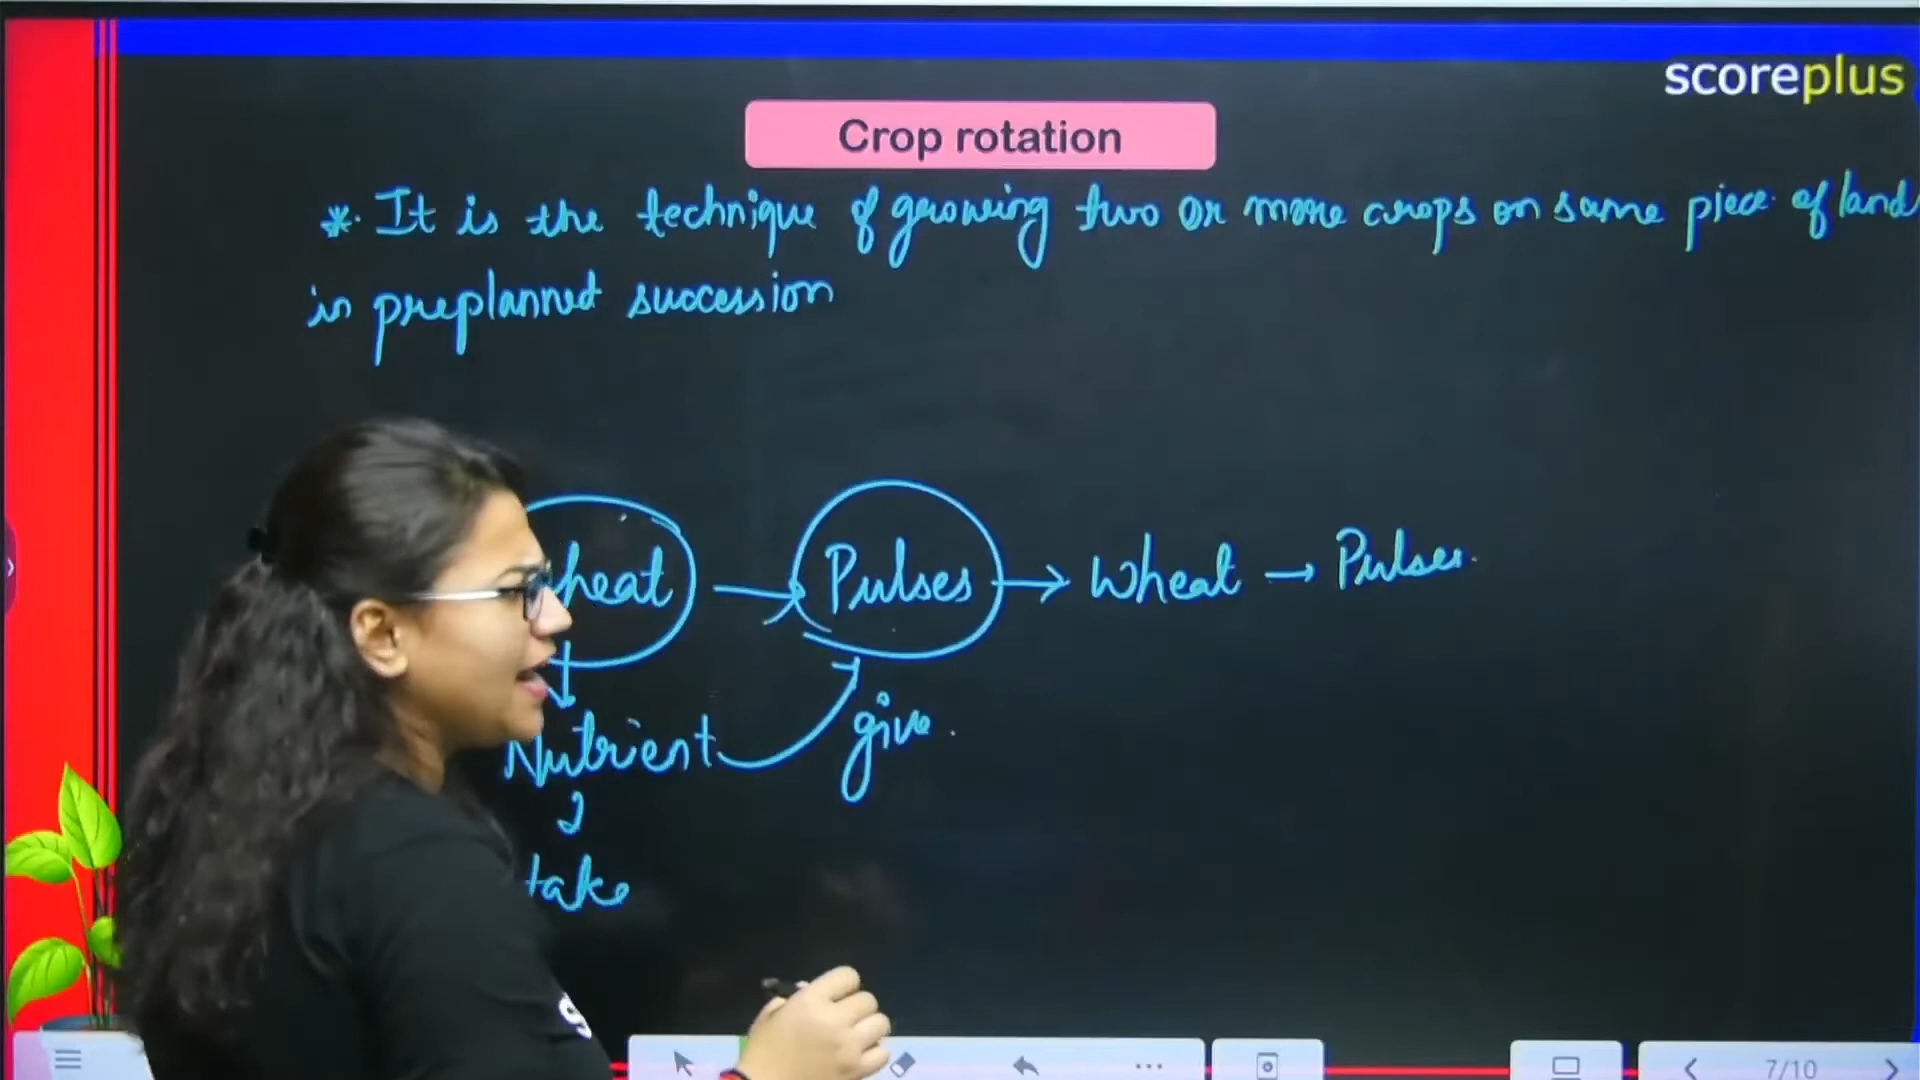 scoreplus
Crop rotation
*. It is the technique of growing two or more crops on same piece of land
in preplanned succession
heat → Pulses → Wheat → Pulses.
Nutrient give.
take
7/10